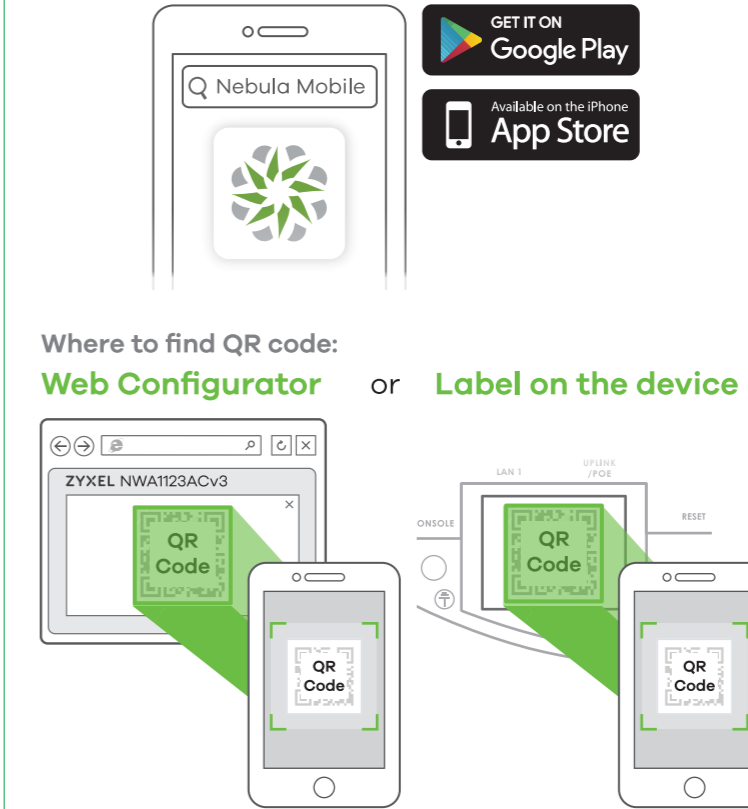 GET IT ON
Google Play
Nebula Mobile
Available on the iPhone
App Store
Where to find QR code:
Web Configurator or Label on the device
ZYXEL NWA1123ACv3
QR
Code
QR
Code
LAN 1
UPLINK
/POE
ONSOLE
RESET
QR
Code
QR
Code